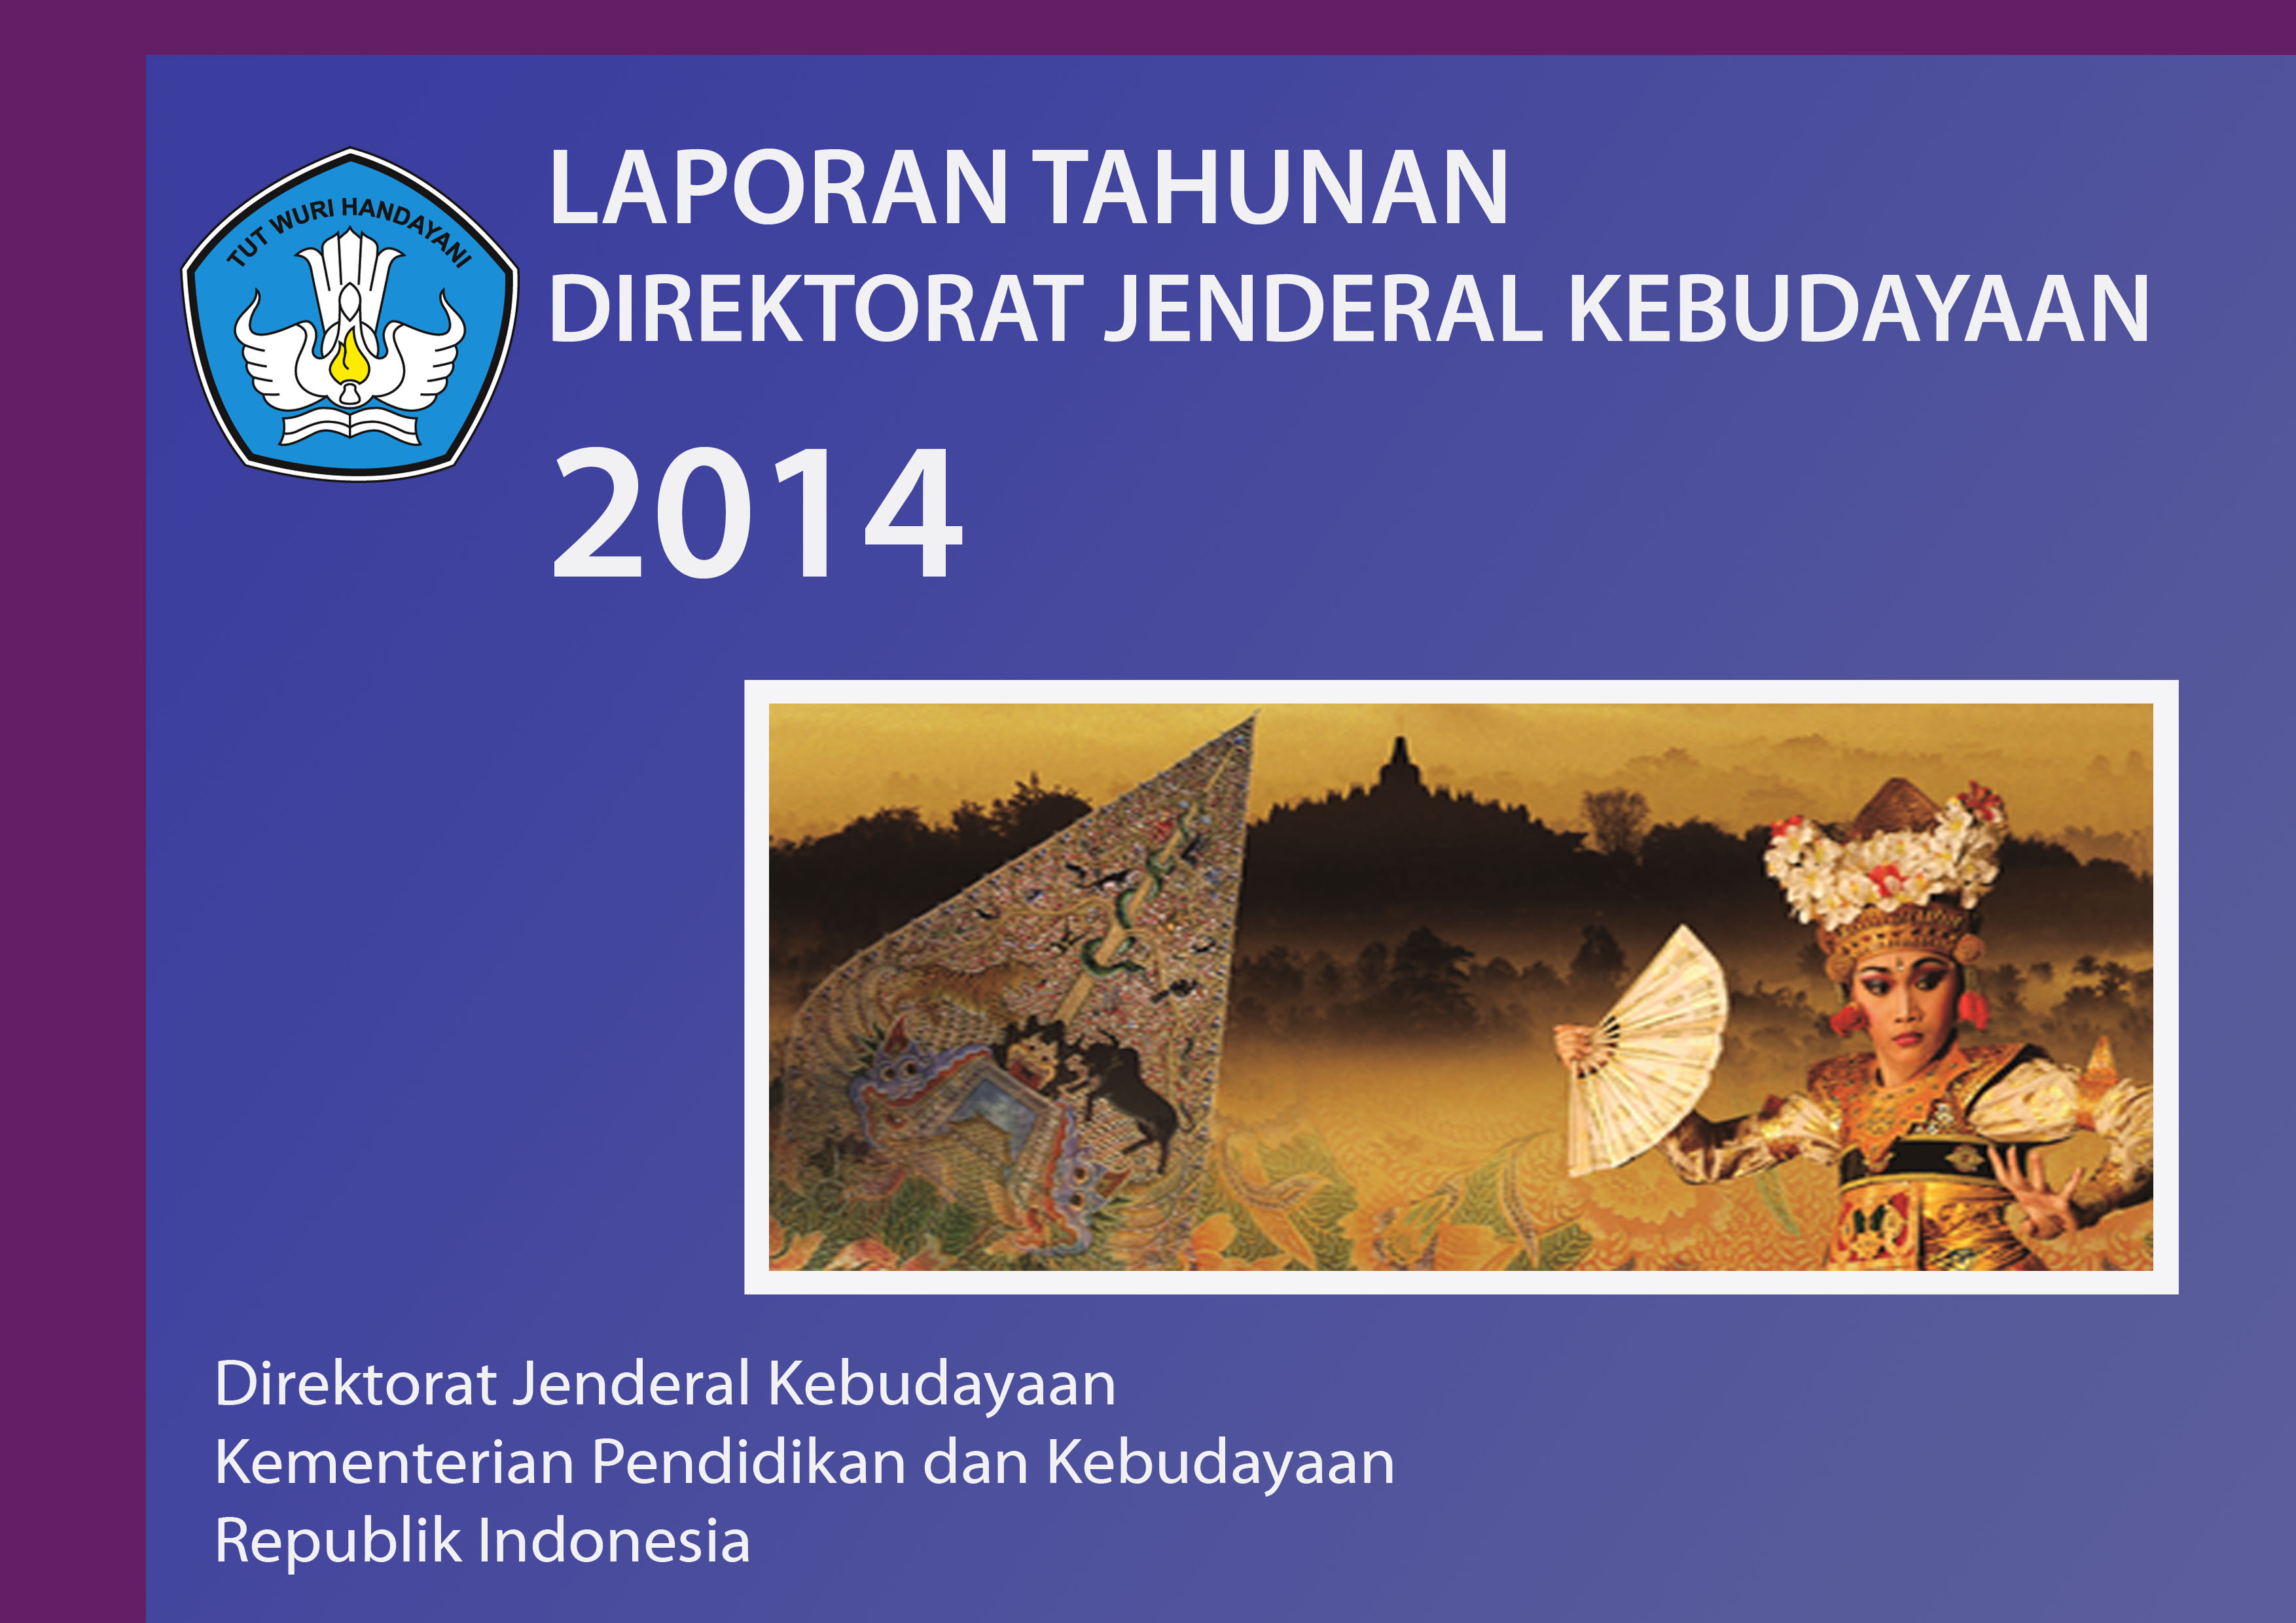 TUT WURI HANDAYANI
LAPORAN TAHUNAN
DIREKTORAT JENDERAL KEBUDAYAAN
2014
Direktorat Jenderal Kebudayaan
Kementerian Pendidikan dan Kebudayaan
Republik Indonesia